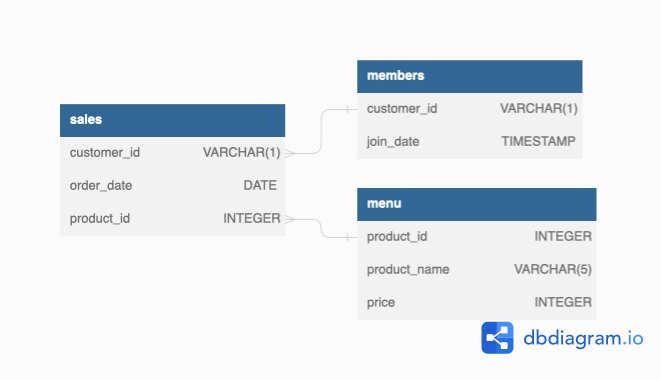 sales
customer_id VARCHAR(1)
order_date DATE
product_id INTEGER
members
customer_id VARCHAR(1)
join_date TIMESTAMP
menu
product_id INTEGER
product_name VARCHAR(5)
price INTEGER
dbdiagram.io